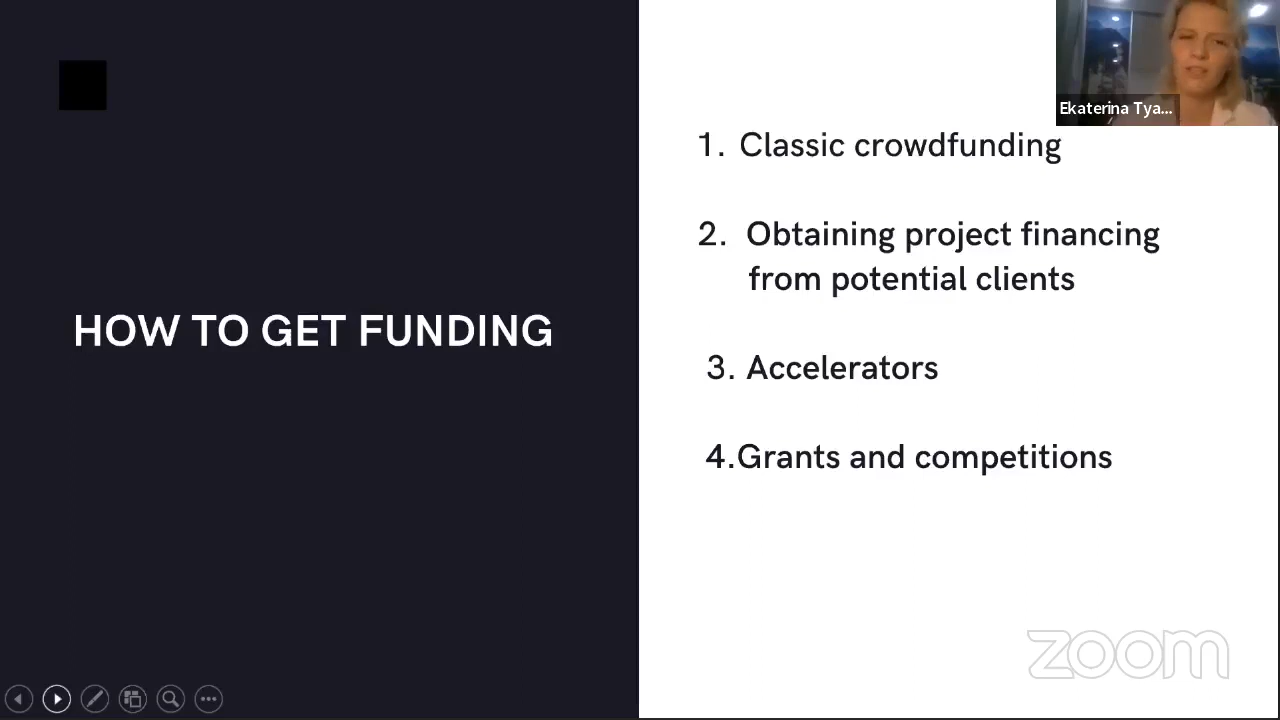 HOW TO GET FUNDING
Ekaterina Tya...
1. Classic crowdfunding
2. Obtaining project financing
from potential clients
3. Accelerators
4.Grants and competitions
zoom